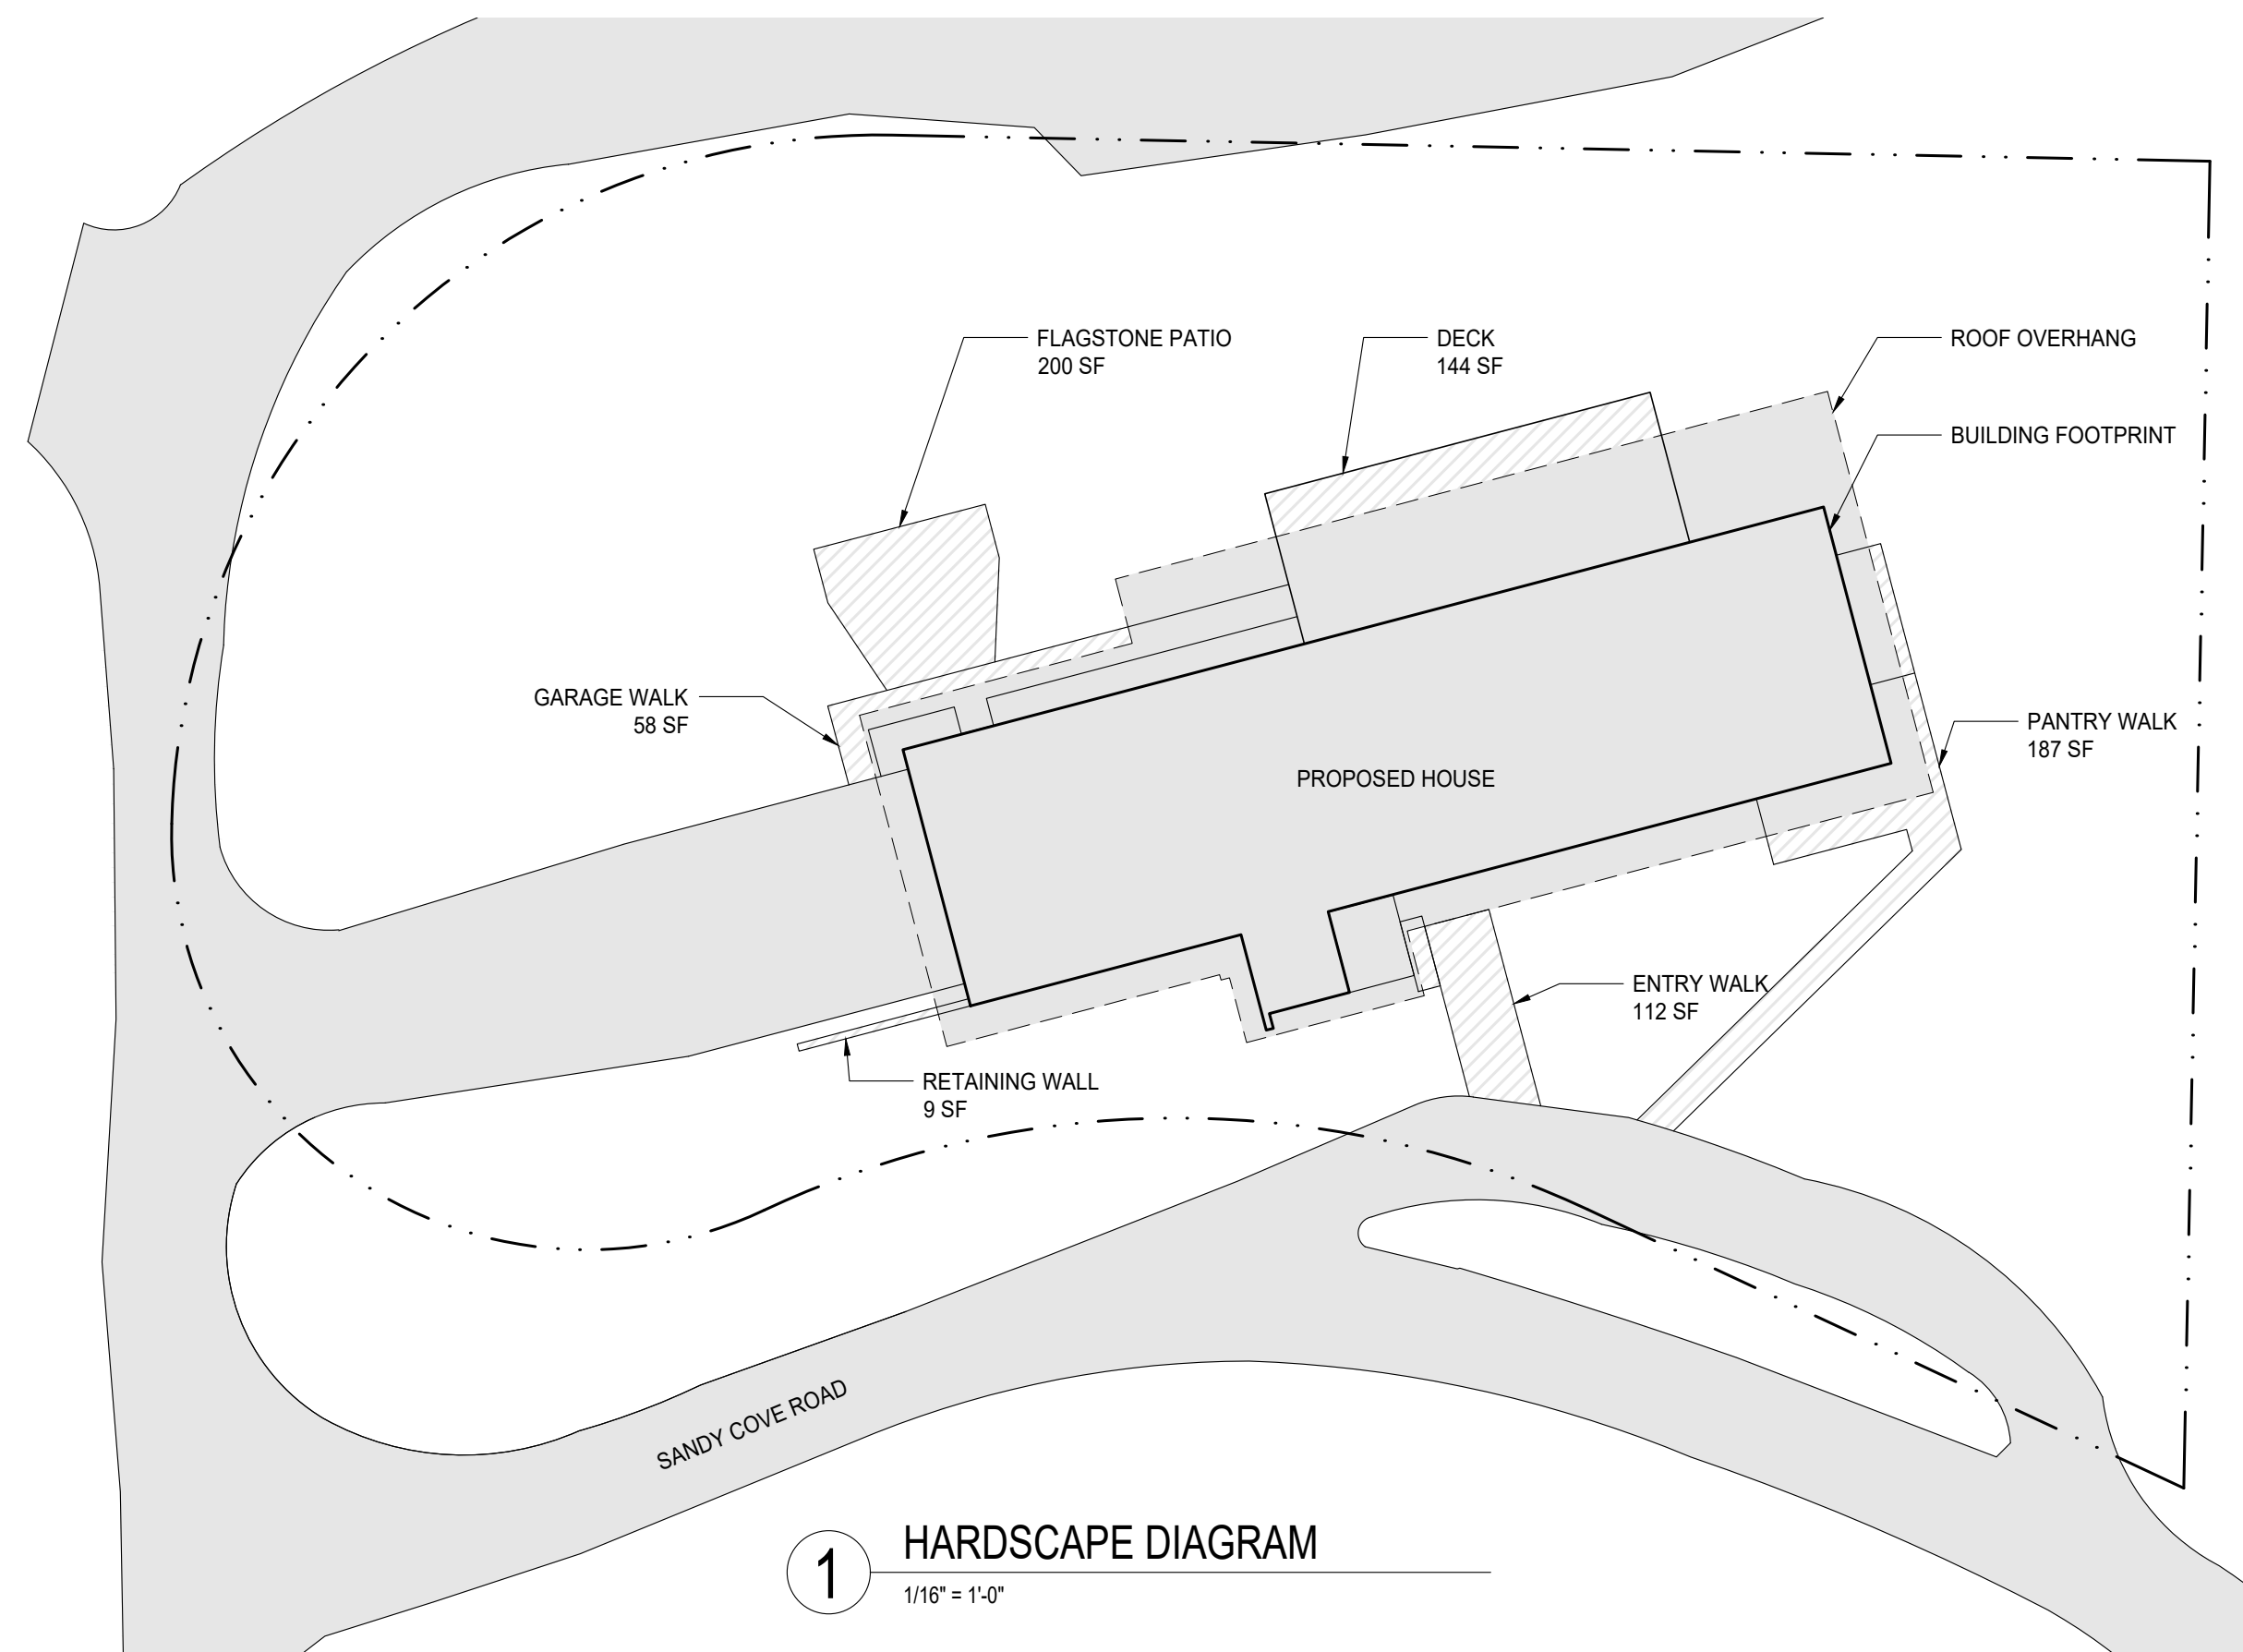 FLAGSTONE PATIO
200 SF
DECK
144 SF
ROOF OVERHANG
BUILDING FOOTPRINT
GARAGE WALK
58 SF
PANTRY WALK
187 SF
PROPOSED HOUSE
ENTRY WALK
112 SF
RETAINING WALL
9 SF
SANDY COVE ROAD
1
HARDSCAPE DIAGRAM
1/16" = 1'-0"